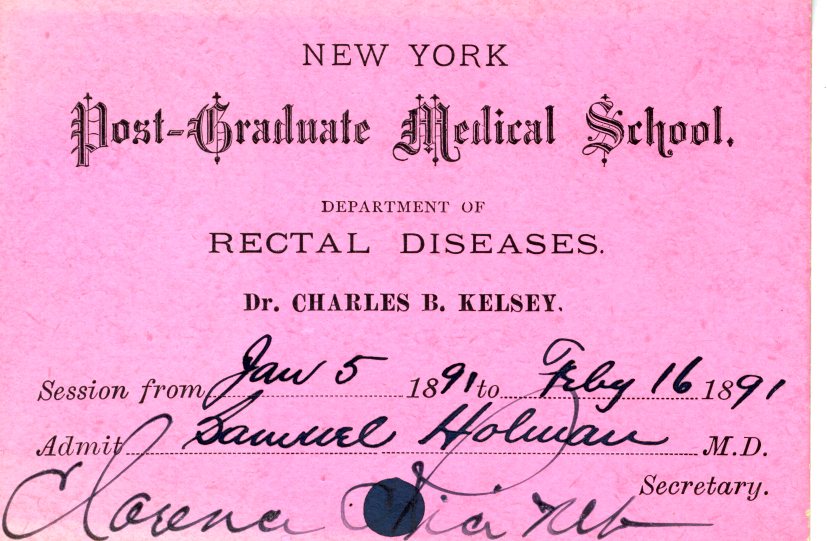 NEW YORK
Post-Graduate Medical School.
DEPARTMENT OF
RECTAL DISEASES.
Dr. CHARLES B. KELSEY.
Session from Jan 5 1891 to Feby 16 1891
Admit Samuel Holman M.D.
Secretary.